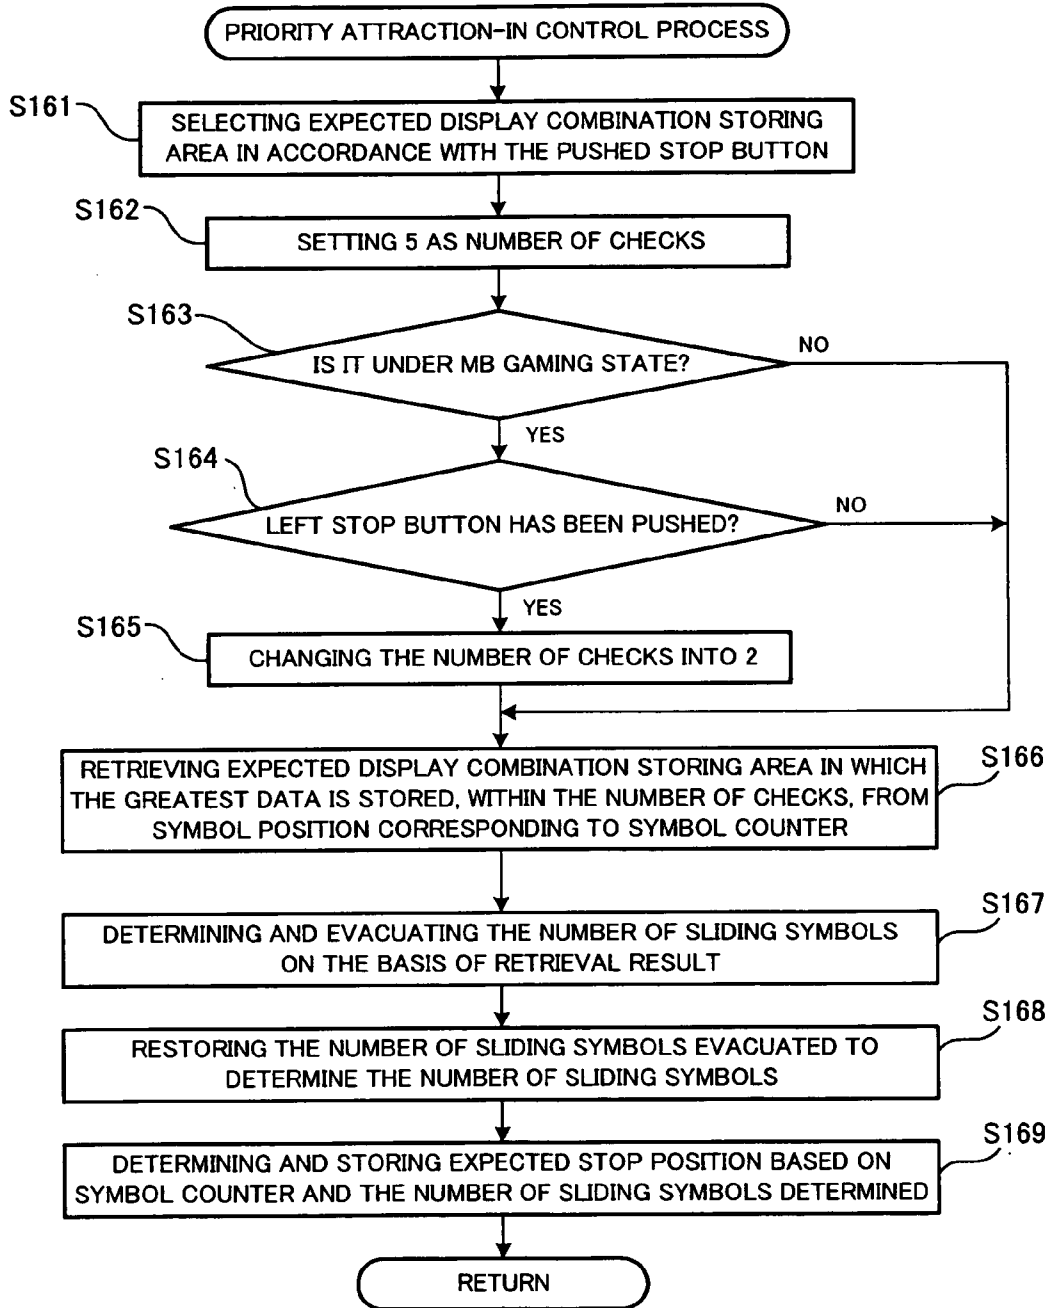 PRIORITY ATTRACTION-IN CONTROL PROCESS
S161
SELECTING EXPECTED DISPLAY COMBINATION STORING
AREA IN ACCORDANCE WITH THE PUSHED STOP BUTTON
S162
SETTING 5 AS NUMBER OF CHECKS
S163
IS IT UNDER MB GAMING STATE?
NO
YES
S164
LEFT STOP BUTTON HAS BEEN PUSHED?
NO
YES
S165
CHANGING THE NUMBER OF CHECKS INTO 2
S166
RETRIEVING EXPECTED DISPLAY COMBINATION STORING AREA IN WHICH
THE GREATEST DATA IS STORED, WITHIN THE NUMBER OF CHECKS, FROM
SYMBOL POSITION CORRESPONDING TO SYMBOL COUNTER
S167
DETERMINING AND EVACUATING THE NUMBER OF SLIDING SYMBOLS
ON THE BASIS OF RETRIEVAL RESULT
S168
RESTORING THE NUMBER OF SLIDING SYMBOLS EVACUATED TO
DETERMINE THE NUMBER OF SLIDING SYMBOLS
S169
DETERMINING AND STORING EXPECTED STOP POSITION BASED ON
SYMBOL COUNTER AND THE NUMBER OF SLIDING SYMBOLS DETERMINED
RETURN